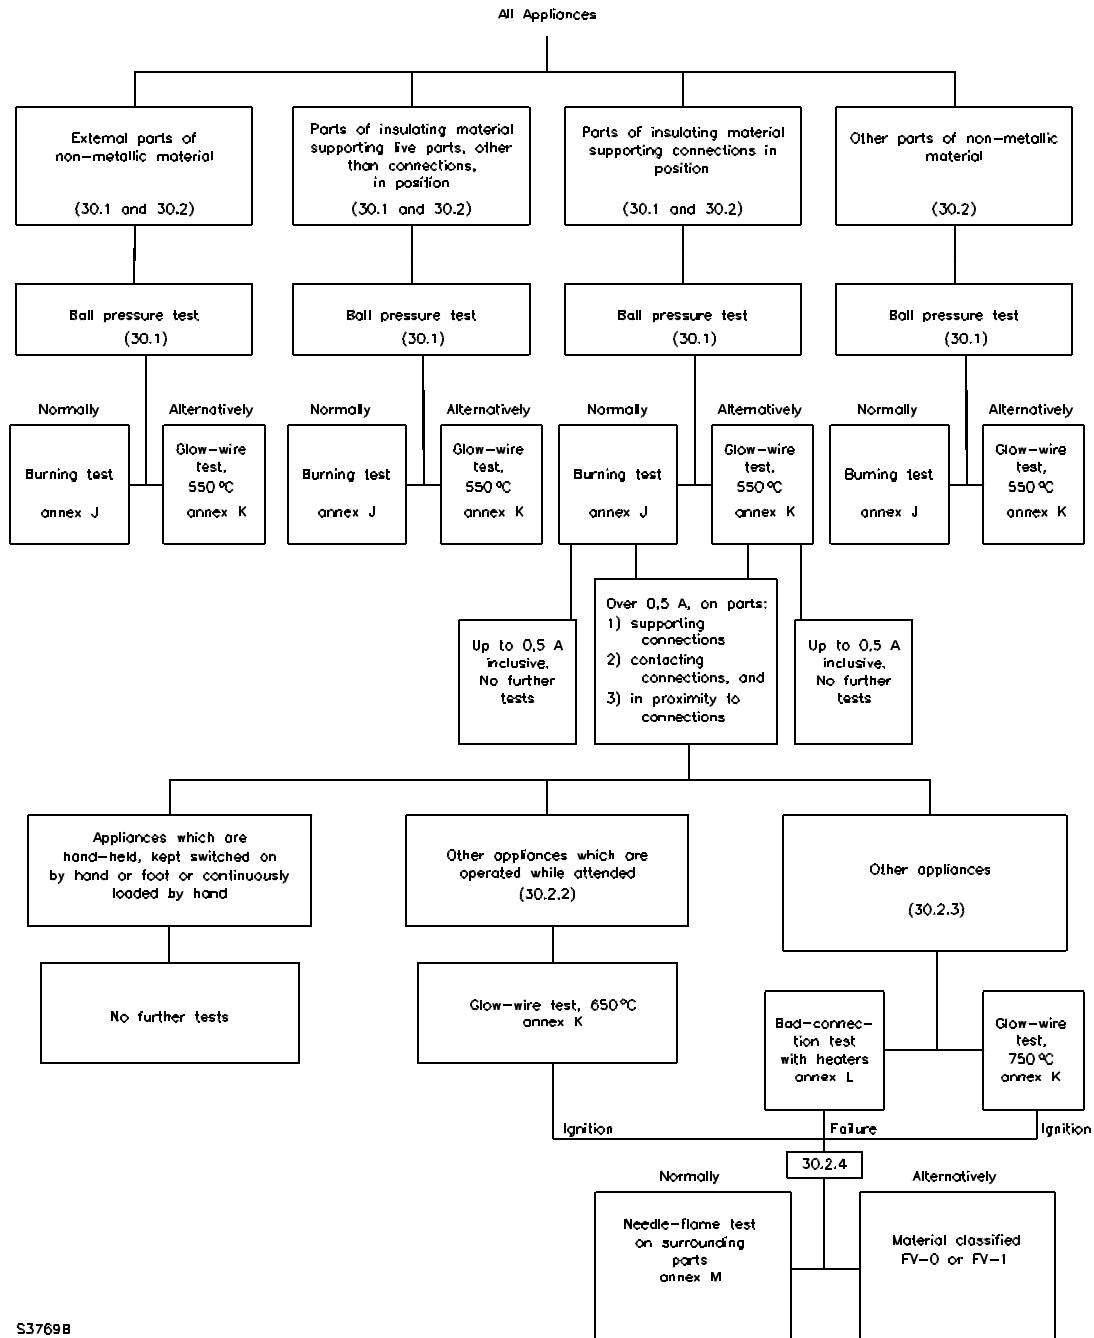 All Appliances
External parts of
non-metallic material
(30.1 and 30.2)
Parts of insulating material
supporting live parts, other
than connections,
in position
(30.1 and 30.2)
Parts of insulating material
supporting connections in
position
(30.1 and 30.2)
Other parts of non-metallic
material
(30.2)
Ball pressure test
(30.1)
Ball pressure test
(30.1)
Ball pressure test
(30.1)
Ball pressure test
(30.1)
Normally
Burning test
annex J
Alternatively
Glow-wire
test,
550°C
annex K
Normally
Burning test
annex J
Alternatively
Glow-wire
test,
550°C
annex K
Normally
Burning test
annex J
Alternatively
Glow-wire
test,
550°C
annex K
Normally
Burning test
annex J
Alternatively
Glow-wire
test,
550°C
annex K
Up to 0,5 A
inclusive,
No further
tests
Over 0,5 A, on parts:
1) supporting
connections
2) contacting
connections, and
3) in proximity to
connections
Up to 0,5 A
inclusive,
No further
tests
Appliances which are
hand-held, kept switched on
by hand or foot or continuously
loaded by hand
Other appliances which are
operated while attended
(30.2.2)
Other appliances
(30.2.3)
No further tests
Glow-wire test, 650°C
annex K
Bad-connec-
tion test
with heaters
annex L
Glow-wire
test,
750°C
annex K
Ignition
Failure
Ignition
30.2.4
Normally
Needle-flame test
on surrounding
parts
annex M
Alternatively
Material classified
FV-0 or FV-1
S3769B